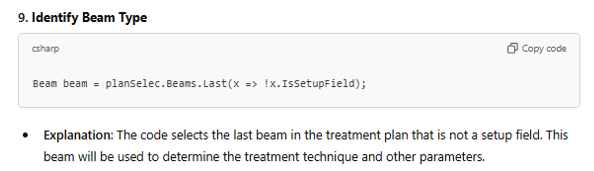 9. Identify Beam Type
csharp
Copy code
Beam beam = planSelec.Beams.Last(x => !x.IsSetupField);
• Explanation: The code selects the last beam in the treatment plan that is not a setup field. This
beam will be used to determine the treatment technique and other parameters.